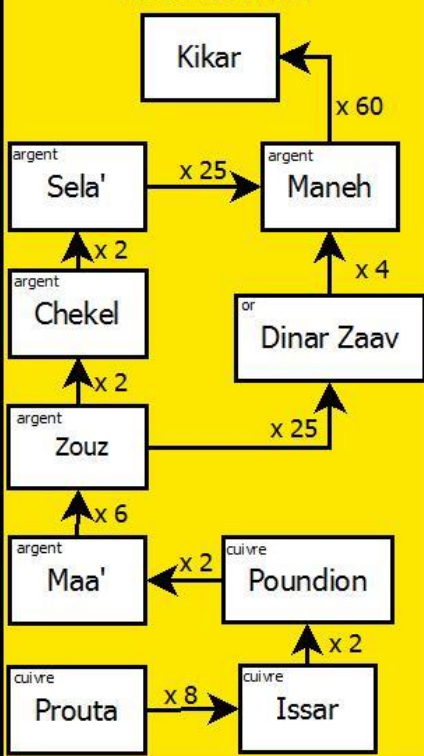 Kikar
x 60
argent
Sela'
x 25
argent
Maneh
x 2
x 4
argent
Chekel
or
Dinar Zaav
x 2
argent
Zouz
x 25
x 6
argent
Maa'
x 2
cuivre
Poundion
x 2
cuivre
Prouta
x 8
cuivre
Issar